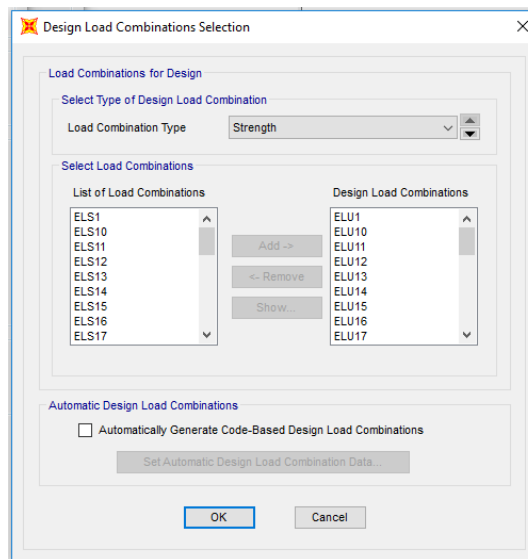 Design Load Combinations Selection
Load Combinations for Design
Select Type of Design Load Combination
Load Combination Type
Strength
Select Load Combinations
List of Load Combinations
ELS1
ELS10
ELS11
ELS12
ELS13
ELS14
ELS15
ELS16
ELS17
Add ->
<- Remove
Show...
Design Load Combinations
ELU1
ELU10
ELU11
ELU12
ELU13
ELU14
ELU15
ELU16
ELU17
Automatic Design Load Combinations
Automatically Generate Code-Based Design Load Combinations
Set Automatic Design Load Combination Data...
OK
Cancel